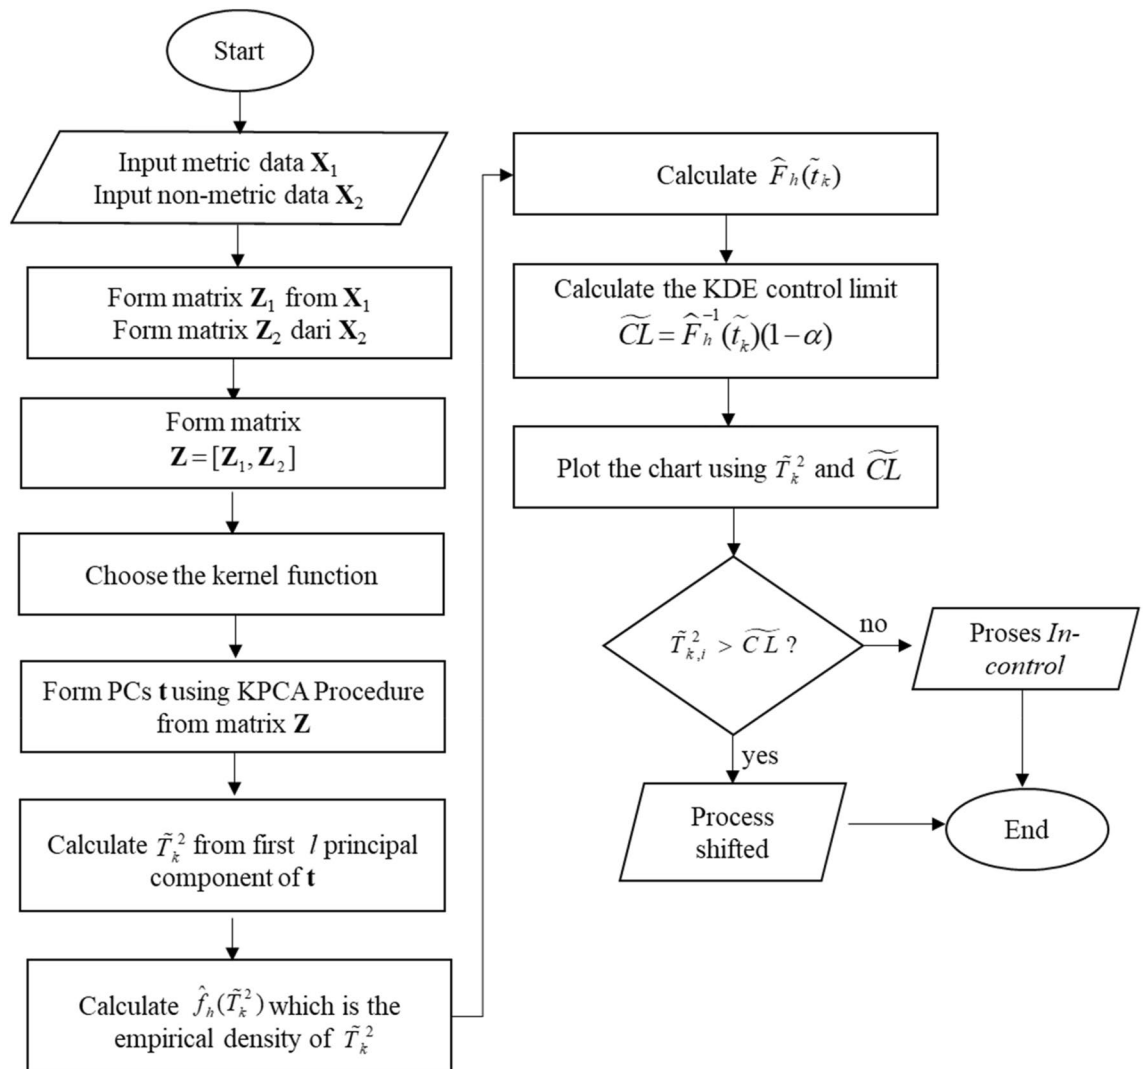 Start
Input metric data X₁
Input non-metric data X₂
Form matrix Z₁ from X₁
Form matrix Z₂ dari X₂
Form matrix
Z = [Z₁, Z₂]
Choose the kernel function
Form PCs t using KPCA Procedure
from matrix Z
Calculate T̃ₖ² from first l principal
component of t
Calculate f̂ₕ(T̃ₖ²) which is the
empirical density of T̃ₖ²
Calculate F̂ₕ(t̃ₖ)
Calculate the KDE control limit
C͠L = F̂ₕ⁻¹(t̃ₖ)(1−α)
Plot the chart using T̃ₖ² and C͠L
T̃ₖ,ᵢ² > C͠L ?
no
Proses In-
control
yes
Process
shifted
End